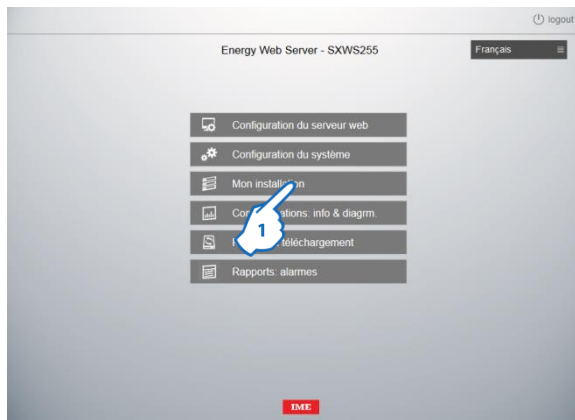 logout
Energy Web Server - SXWS255
Français
Configuration du serveur web
Configuration du système
Mon installation
ations: info & diagrm.
1
téléchargement
Rapports: alarmes
IME